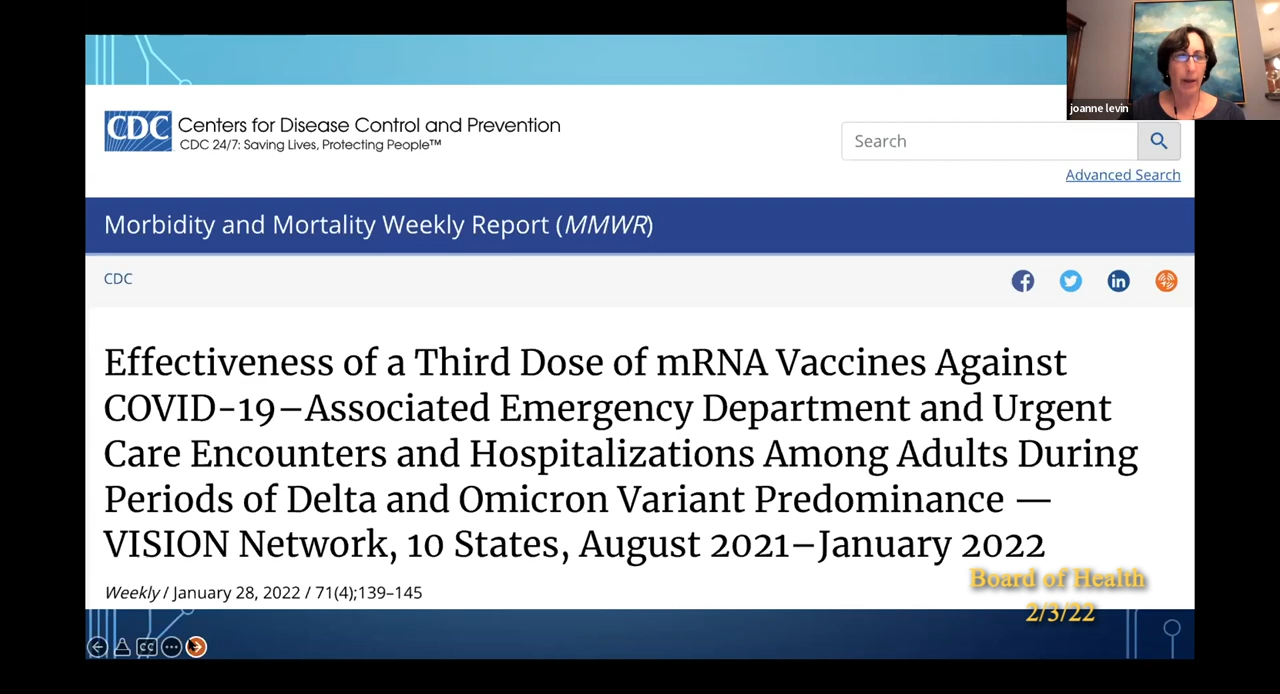 joanne levin
CDC Centers for Disease Control and Prevention
CDC 24/7: Saving Lives, Protecting People™
Search
Advanced Search
Morbidity and Mortality Weekly Report (MMWR)
CDC
Effectiveness of a Third Dose of mRNA Vaccines Against
COVID-19–Associated Emergency Department and Urgent
Care Encounters and Hospitalizations Among Adults During
Periods of Delta and Omicron Variant Predominance —
VISION Network, 10 States, August 2021–January 2022
Weekly / January 28, 2022 / 71(4);139–145
Board of Health
2/3/22
CC